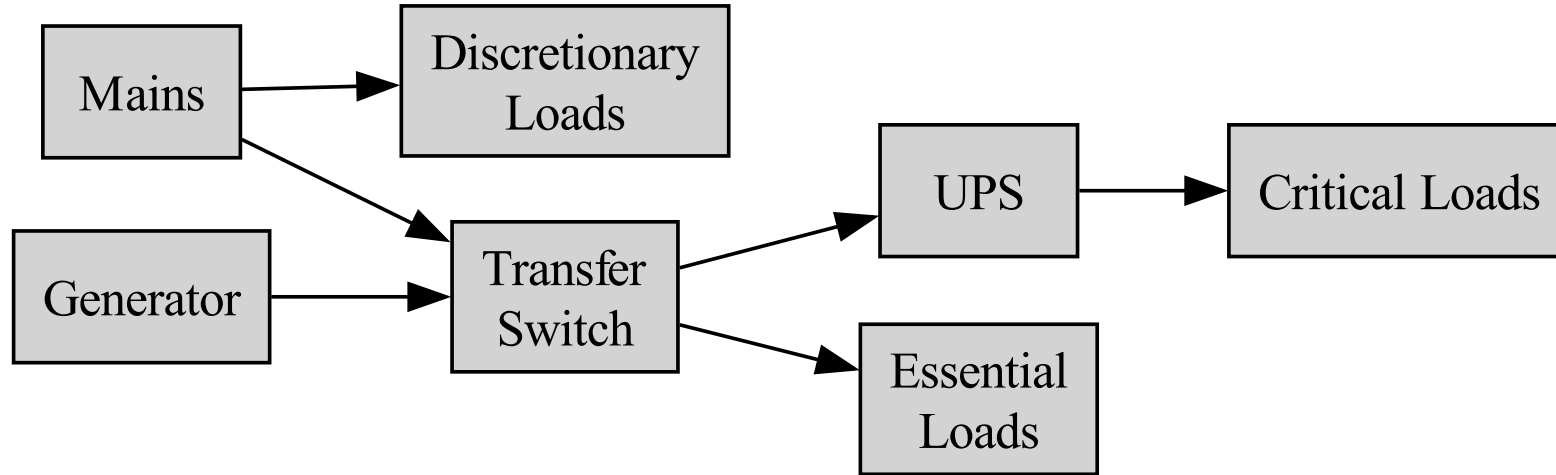 Mains
Discretionary
Loads
Generator
Transfer
Switch
UPS
Critical Loads
Essential
Loads